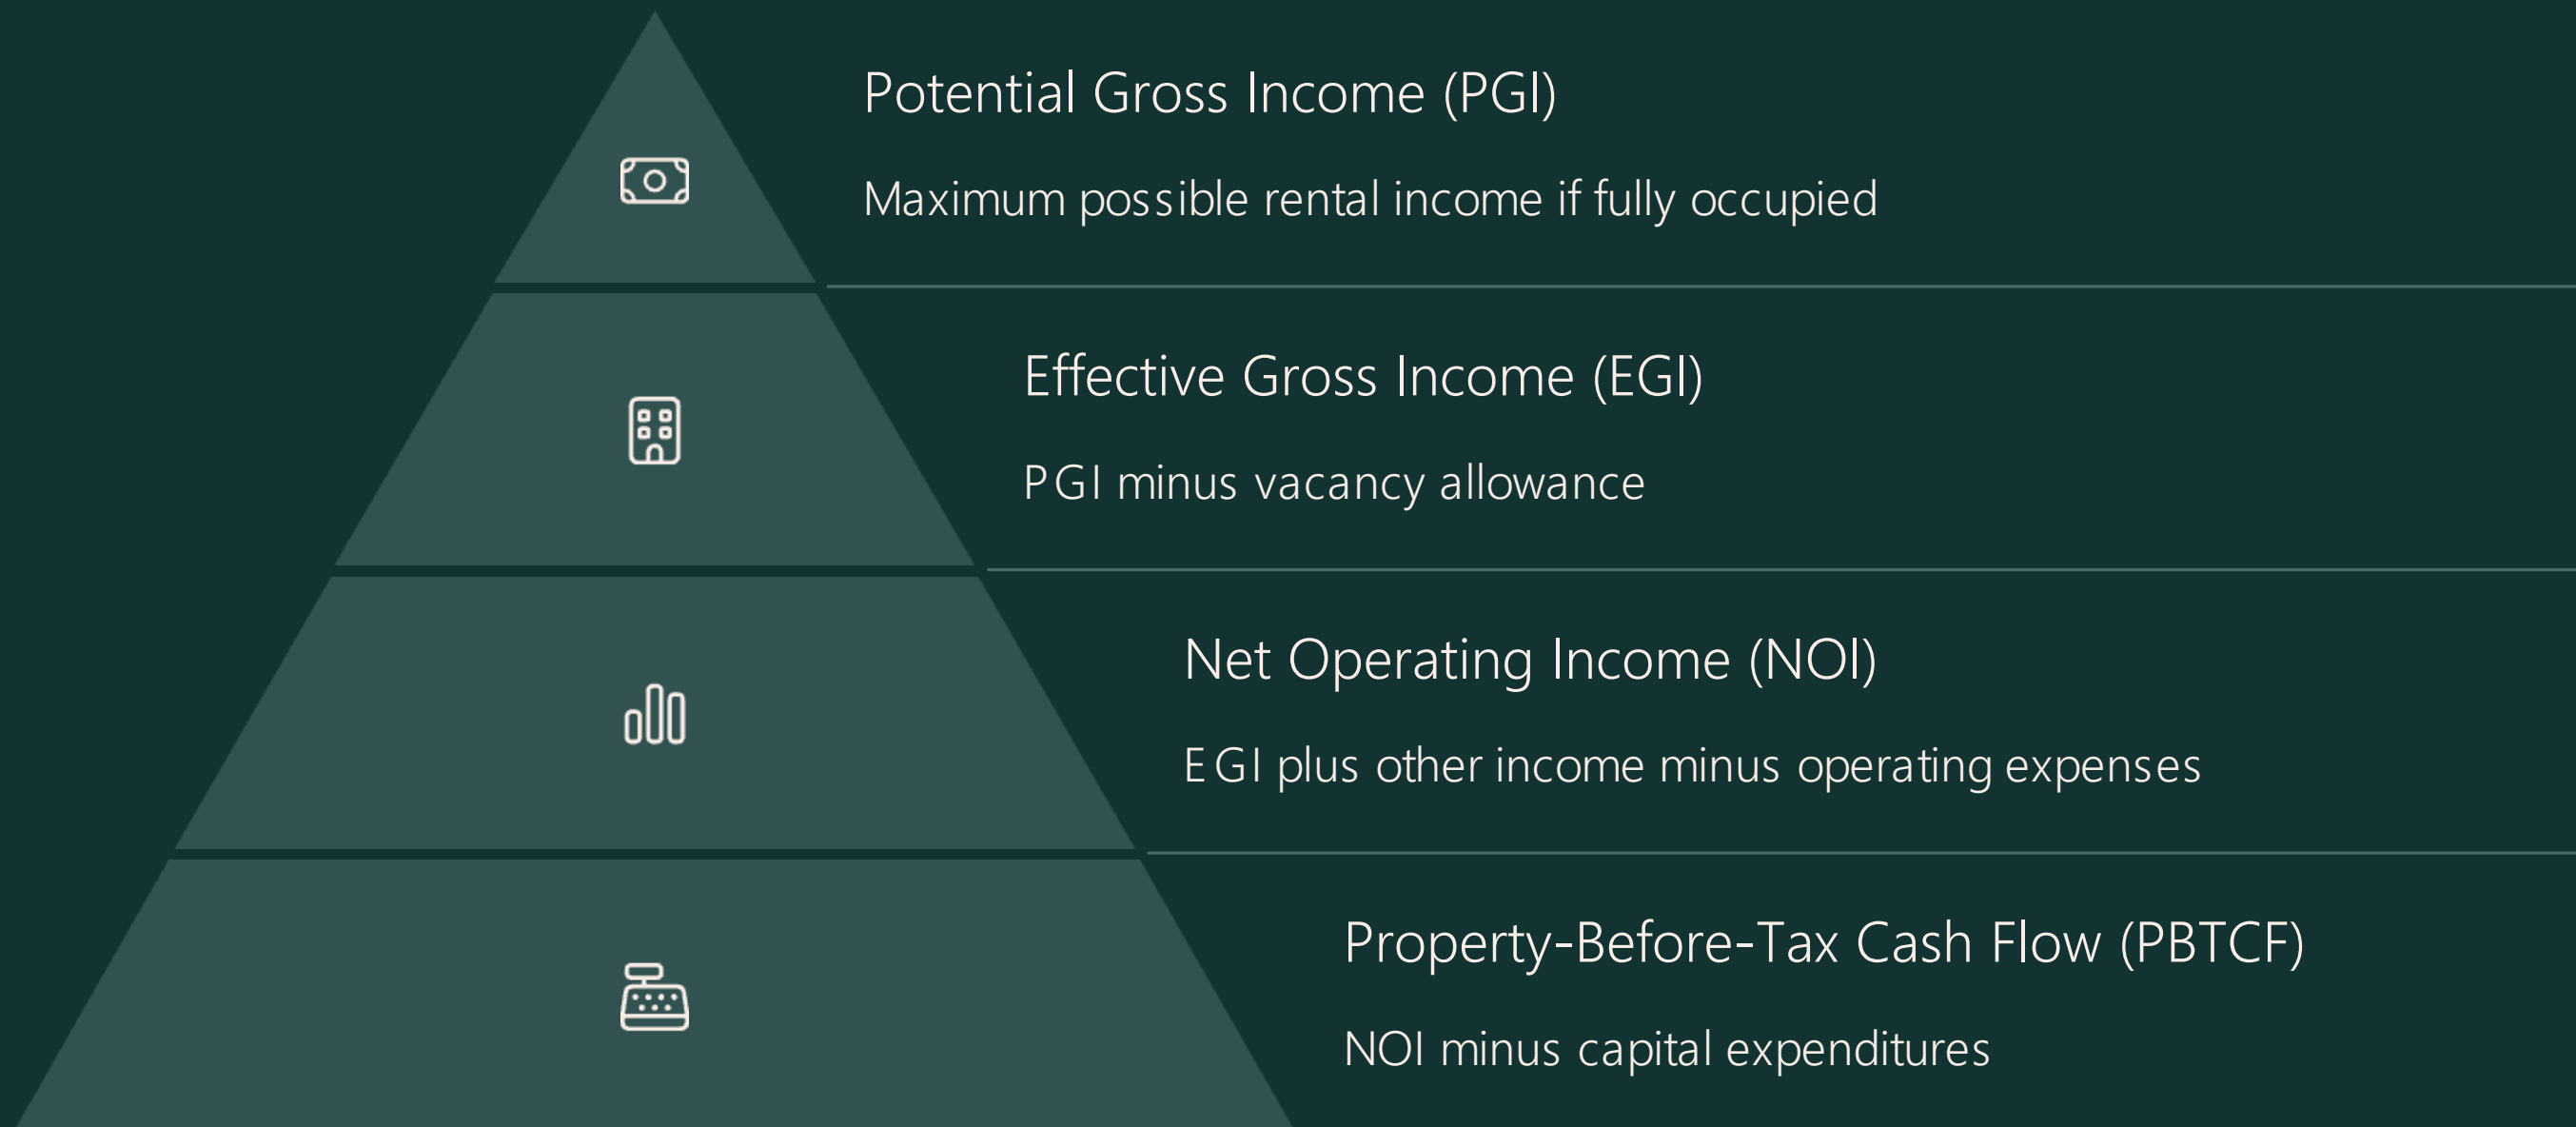 Potential Gross Income (PGI)
Maximum possible rental income if fully occupied
Effective Gross Income (EGI)
PGI minus vacancy allowance
Net Operating Income (NOI)
EGI plus other income minus operating expenses
Property-Before-Tax Cash Flow (PBTCF)
NOI minus capital expenditures